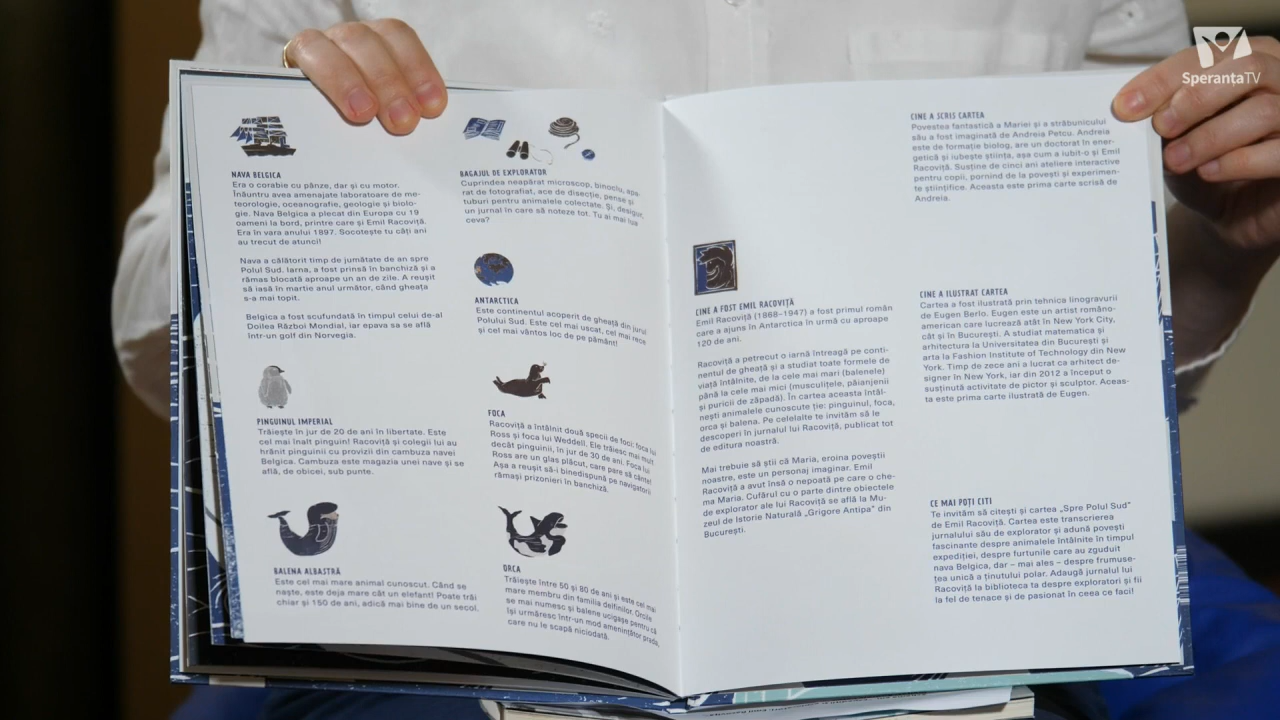 SperanțaTV
NAVA BELGICA
Era o corabie cu pânze, dar și cu motor.
Înăuntru avea amenajate laboratoare de me-
teorologie, oceanografie, geologie și biolo-
gie. Nava Belgica a plecat din Europa cu 19
oameni la bord, printre care și Emil Racoviță.
Era în vara anului 1897. Socotește tu câți ani
au trecut de atunci!
Nava a călătorit timp de jumătate de an spre
Polul Sud. Iarna, a fost prinsă în banchiză și a
rămas blocată aproape un an de zile. A reușit
să iasă în martie anul următor, când gheața
s-a mai topit.
Belgica a fost scufundată în timpul celui de-al
Doilea Război Mondial, iar epava sa se află
într-un golf din Norvegia.
PINGUINUL IMPERIAL
Trăiește în jur de 20 de ani în libertate. Este
cel mai înalt pinguin! Racoviță și colegii lui au
hrănit pinguinii cu provizii din cambuza navei
Belgica. Cambuza este magazia unei nave și se
află, de obicei, sub punte.
BALENA ALBASTRĂ
Este cel mai mare animal cunoscut. Când se
naște, este deja mare cât un elefant! Poate trăi
chiar și 150 de ani, adică mai bine de un secol.
BAGAJUL DE EXPLORATOR
Cuprindea neapărat microscop, binoclu, apa-
rat de fotografiat, ace de disecție, pense și
tuburi pentru animalele colectate. Și, desigur,
un jurnal în care să noteze tot. Tu ai mai lua
ceva?
ANTARCTICA
Este continentul acoperit de gheață din jurul
Polului Sud. Este cel mai uscat, cel mai rece
și cel mai vântos loc de pe pământ!
FOCA
Racoviță a întâlnit două specii de foci: foca lui
Ross și foca lui Weddell. Ele trăiesc mai mult
decât pinguinii, în jur de 30 de ani. Foca lui
Ross are un glas plăcut, care pare să cânte!
Așa a reușit să-i binedispună pe navigatorii
rămași prizonieri în banchiză.
ORCA
Trăiește între 50 și 80 de ani și este cel mai
mare membru din familia delfinilor. Orcile
se mai numesc și balene ucigașe pentru că
își urmăresc într-un mod amenințător prada,
care nu le scapă niciodată.
CINE A FOST EMIL RACOVIȚĂ
Emil Racoviță (1868–1947) a fost primul român
care a ajuns în Antarctica în urmă cu aproape
120 de ani.
Racoviță a petrecut o iarnă întreagă pe conti-
nentul de gheață și a studiat toate formele de
viață întâlnite, de la cele mai mari (balenele)
până la cele mai mici (musculițele, păianjenii
și puricii de zăpadă). În cartea aceasta întâl-
nești animalele cunoscute ție: pinguinul, foca,
orca și balena. Pe celelalte te invităm să le
descoperi în jurnalul lui Racoviță, publicat tot
de editura noastră.
Mai trebuie să știi că Maria, eroina poveștii
noastre, este un personaj imaginar. Emil
Racoviță a avut însă o nepoată pe care o che-
ma Maria. Cufărul cu o parte dintre obiectele
de explorator ale lui Racoviță se află la Mu-
zeul de Istorie Naturală „Grigore Antipa” din
București.
CINE A SCRIS CARTEA
Povestea fantastică a Mariei și a străbunicului
său a fost imaginată de Andreia Petcu. Andreia
este de formație biolog, are un doctorat în ener-
getică și iubește știința, așa cum a iubit-o și Emil
Racoviță. Susține de cinci ani ateliere interactive
pentru copii, pornind de la povești și experimen-
te științifice. Aceasta este prima carte scrisă de
Andreia.
CINE A ILUSTRAT CARTEA
Cartea a fost ilustrată prin tehnica linogravurii
de Eugen Berlo. Eugen este un artist româno-
american care lucrează atât în New York City,
cât și în București. A studiat matematica și
arhitectura la Universitatea din București și
arta la Fashion Institute of Technology din New
York. Timp de zece ani a lucrat ca arhitect de-
signer în New York, iar din 2012 a început o
susținută activitate de pictor și sculptor. Aceas-
ta este prima carte ilustrată de Eugen.
CE MAI POȚI CITI
Te invităm să citești și cartea „Spre Polul Sud”
de Emil Racoviță. Cartea este transcrierea
jurnalului său de explorator și adună povești
fascinante despre animalele întâlnite în timpul
expediției, despre furtunile care au zguduit
nava Belgica, dar – mai ales – despre frumuse-
țea unică a ținutului polar. Adaugă jurnalul lui
Racoviță la biblioteca ta despre exploratori și fii
la fel de tenace și de pasionat în ceea ce faci!